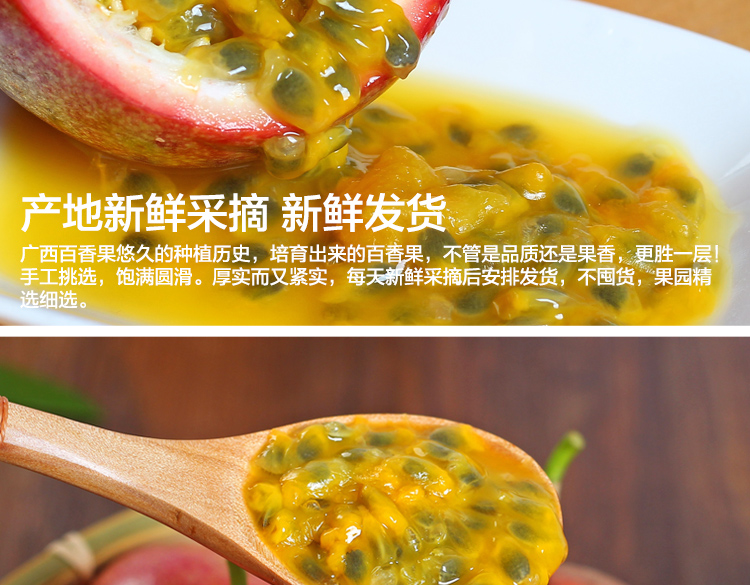 产地新鲜采摘 新鲜发货
广西百香果悠久的种植历史，培育出来的百香果，不管是品质还是果香，更胜一层！
手工挑选，饱满圆滑。厚实而又紧实，每天新鲜采摘后安排发货，不囤货，果园精
选细选。